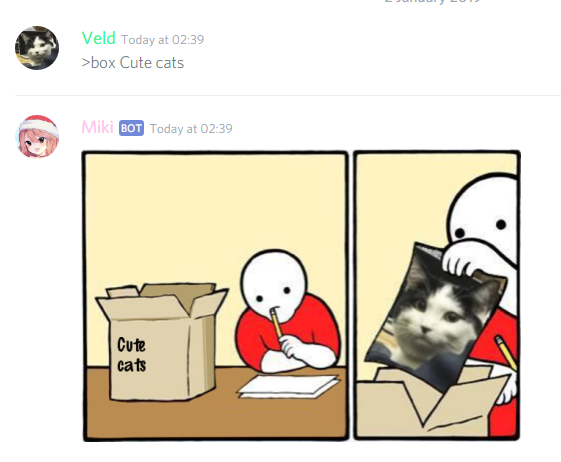 2 January 2019
Veld Today at 02:39
>box Cute cats
Miki BOT Today at 02:39
Cute
cats